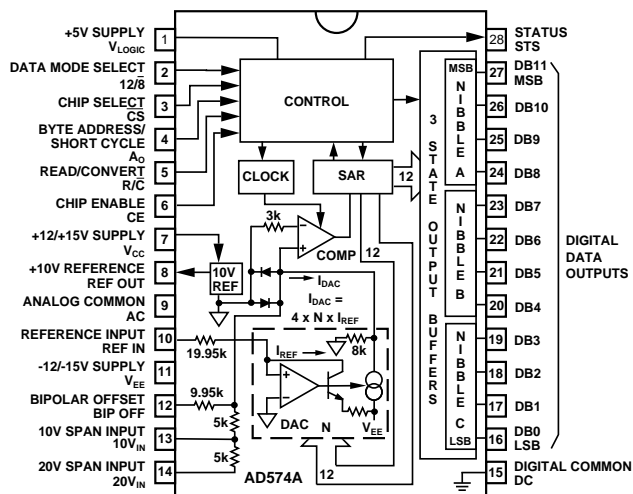 +5V SUPPLY
VLOGIC
1
DATA MODE SELECT
12/8̅
2
CHIP SELECT
C̅S̅
3
BYTE ADDRESS/
SHORT CYCLE
AO
4
READ/CONVERT
R/C̅
5
CHIP ENABLE
CE
6
+12/+15V SUPPLY
VCC
7
+10V REFERENCE
REF OUT
8
ANALOG COMMON
AC
9
REFERENCE INPUT
REF IN
10
-12/-15V SUPPLY
VEE
11
BIPOLAR OFFSET
BIP OFF
12
10V SPAN INPUT
10VIN
13
20V SPAN INPUT
20VIN
14
CONTROL
CLOCK
SAR
12
3k
COMP
12
10V
REF
IDAC
IDAC =
4 x N x IREF
19.95k
IREF
8k
9.95k
5k
5k
DAC
N
VEE
12
AD574A
3 STATE OUTPUT BUFFERS
MSB
NIBBLE A
NIBBLE B
NIBBLE C
LSB
28
STATUS
STS
27
DB11
MSB
26
DB10
25
DB9
24
DB8
23
DB7
22
DB6
21
DB5
20
DB4
19
DB3
18
DB2
17
DB1
16
DB0
LSB
15
DIGITAL COMMON
DC
DIGITAL
DATA
OUTPUTS